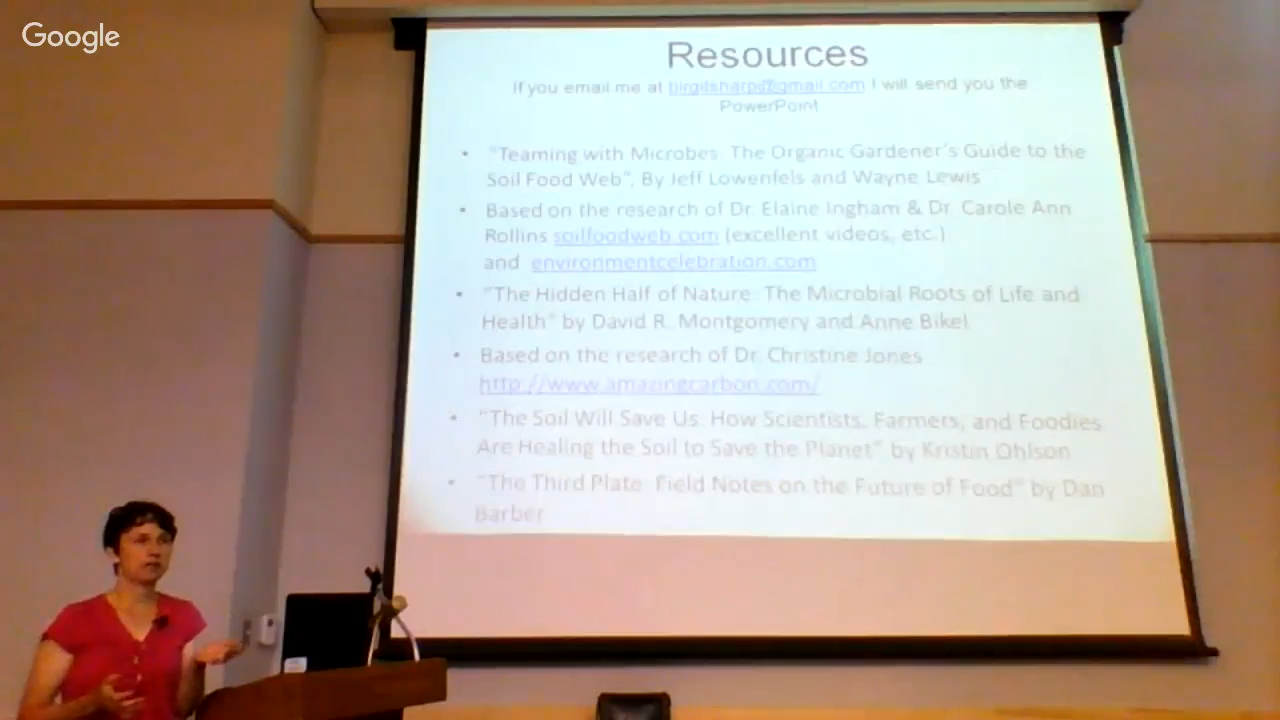 Google
Resources
If you email me at birgitsharp@gmail.com I will send you the
PowerPoint
• "Teaming with Microbes: The Organic Gardener's Guide to the
Soil Food Web", By Jeff Lowenfels and Wayne Lewis
• Based on the research of Dr. Elaine Ingham & Dr. Carole Ann
Rollins soilfoodweb.com (excellent videos, etc.)
and environmentcelebration.com
• "The Hidden Half of Nature: The Microbial Roots of Life and
Health" by David R. Montgomery and Anne Bikel
• Based on the research of Dr. Christine Jones
http://www.amazingcarbon.com/
• "The Soil Will Save Us: How Scientists, Farmers, and Foodies
Are Healing the Soil to Save the Planet" by Kristin Ohlson
• "The Third Plate: Field Notes on the Future of Food" by Dan
Barber